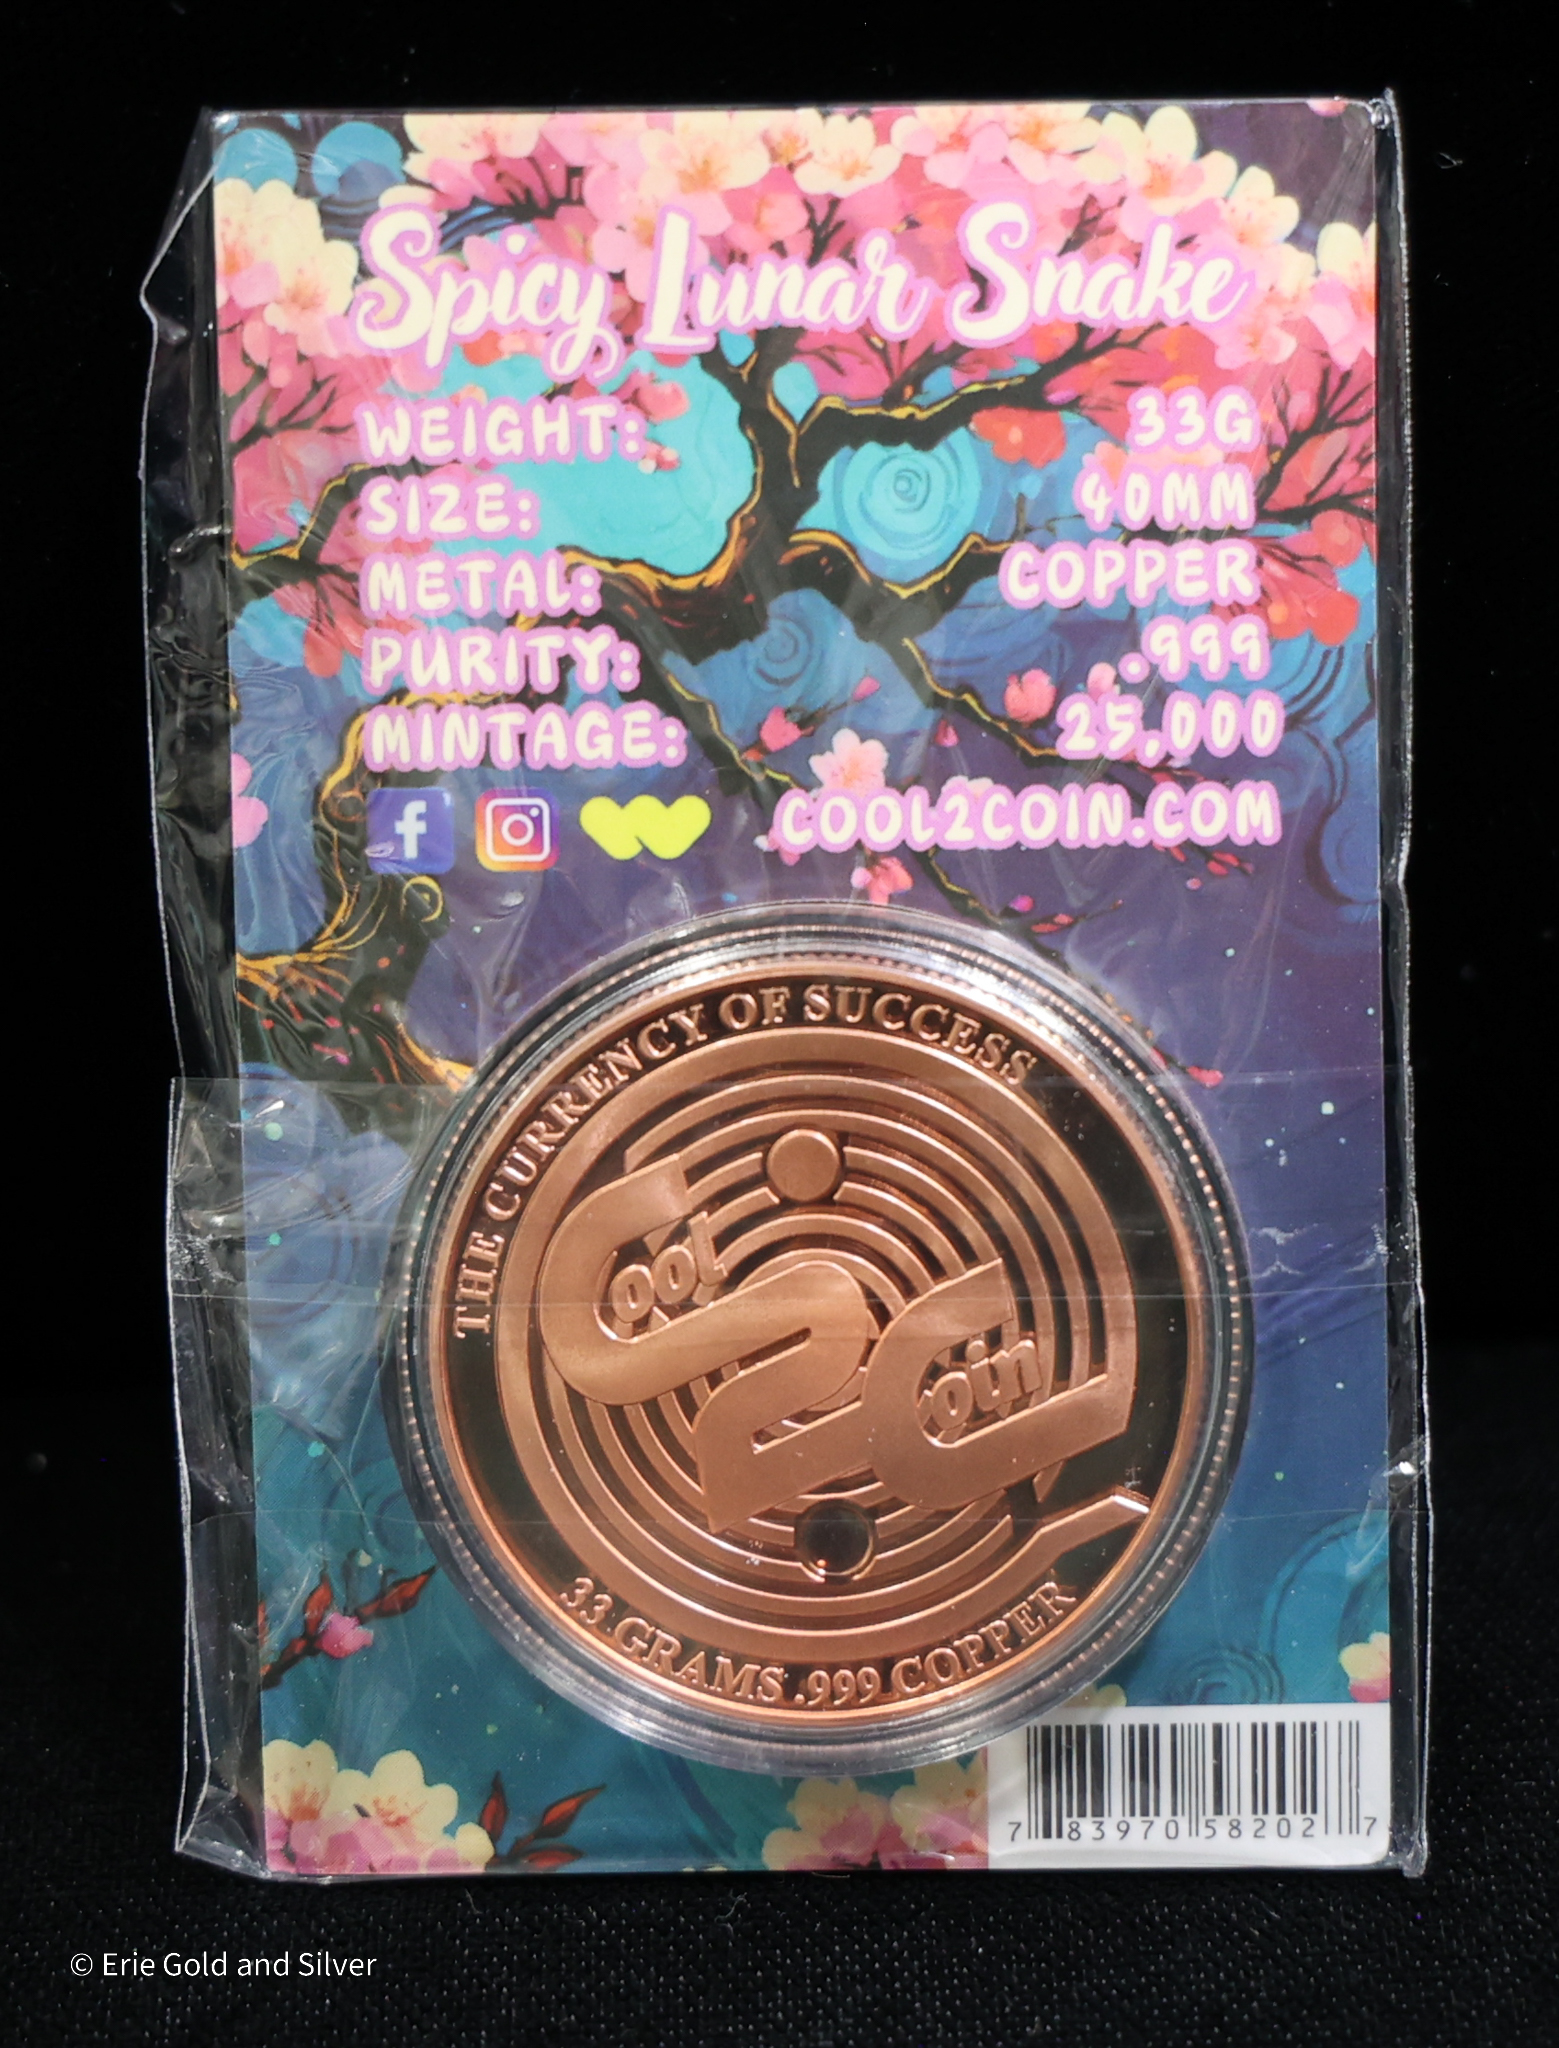 Spicy Lunar Snake
WEIGHT: 33G
SIZE: 40MM
METAL: COPPER
PURITY: .999
MINTAGE: 25,000
f COOL2COIN.COM
THE CURRENCY OF SUCCESS
Cool
2
Coin
33 GRAMS .999 COPPER
7 83970 58202 7
© Erie Gold and Silver